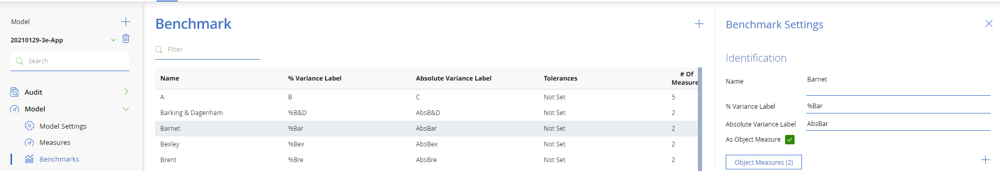 Model
20210129-3e-App
Search
Audit
Model
Model Settings
Measures
Benchmarks
Benchmark
Filter
Name % Variance Label Absolute Variance Label Tolerances # Of Measure
A B C Not Set 5
Barking & Dagenham %B&D AbsB&D Not Set 2
Barnet %Bar AbsBar Not Set 2
Bexley %Bex AbsBex Not Set 2
Brent %Bre AbsBre Not Set 2
Benchmark Settings
Identification
Name Barnet
% Variance Label %Bar
Absolute Variance Label AbsBar
As Object Measure
Object Measures (2)